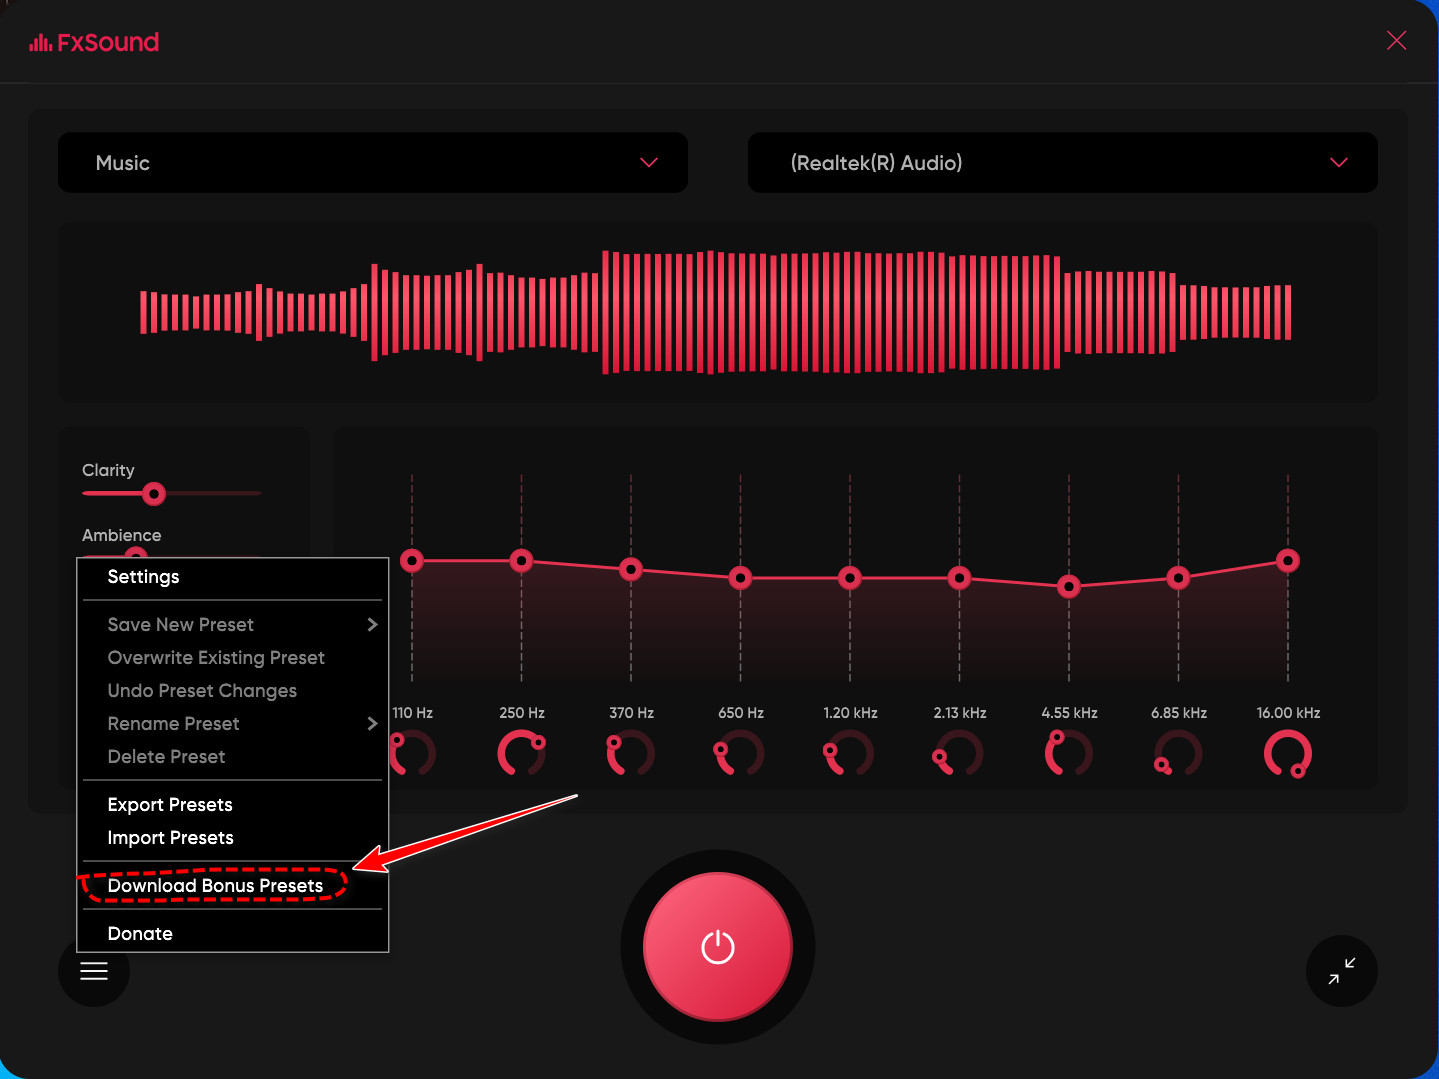 FxSound
Music
(Realtek(R) Audio)
Clarity
Ambience
Settings
Save New Preset
Overwrite Existing Preset
Undo Preset Changes
Rename Preset
Delete Preset
Export Presets
Import Presets
Download Bonus Presets
Donate
110 Hz 250 Hz 370 Hz 650 Hz 1.20 kHz 2.13 kHz 4.55 kHz 6.85 kHz 16.00 kHz